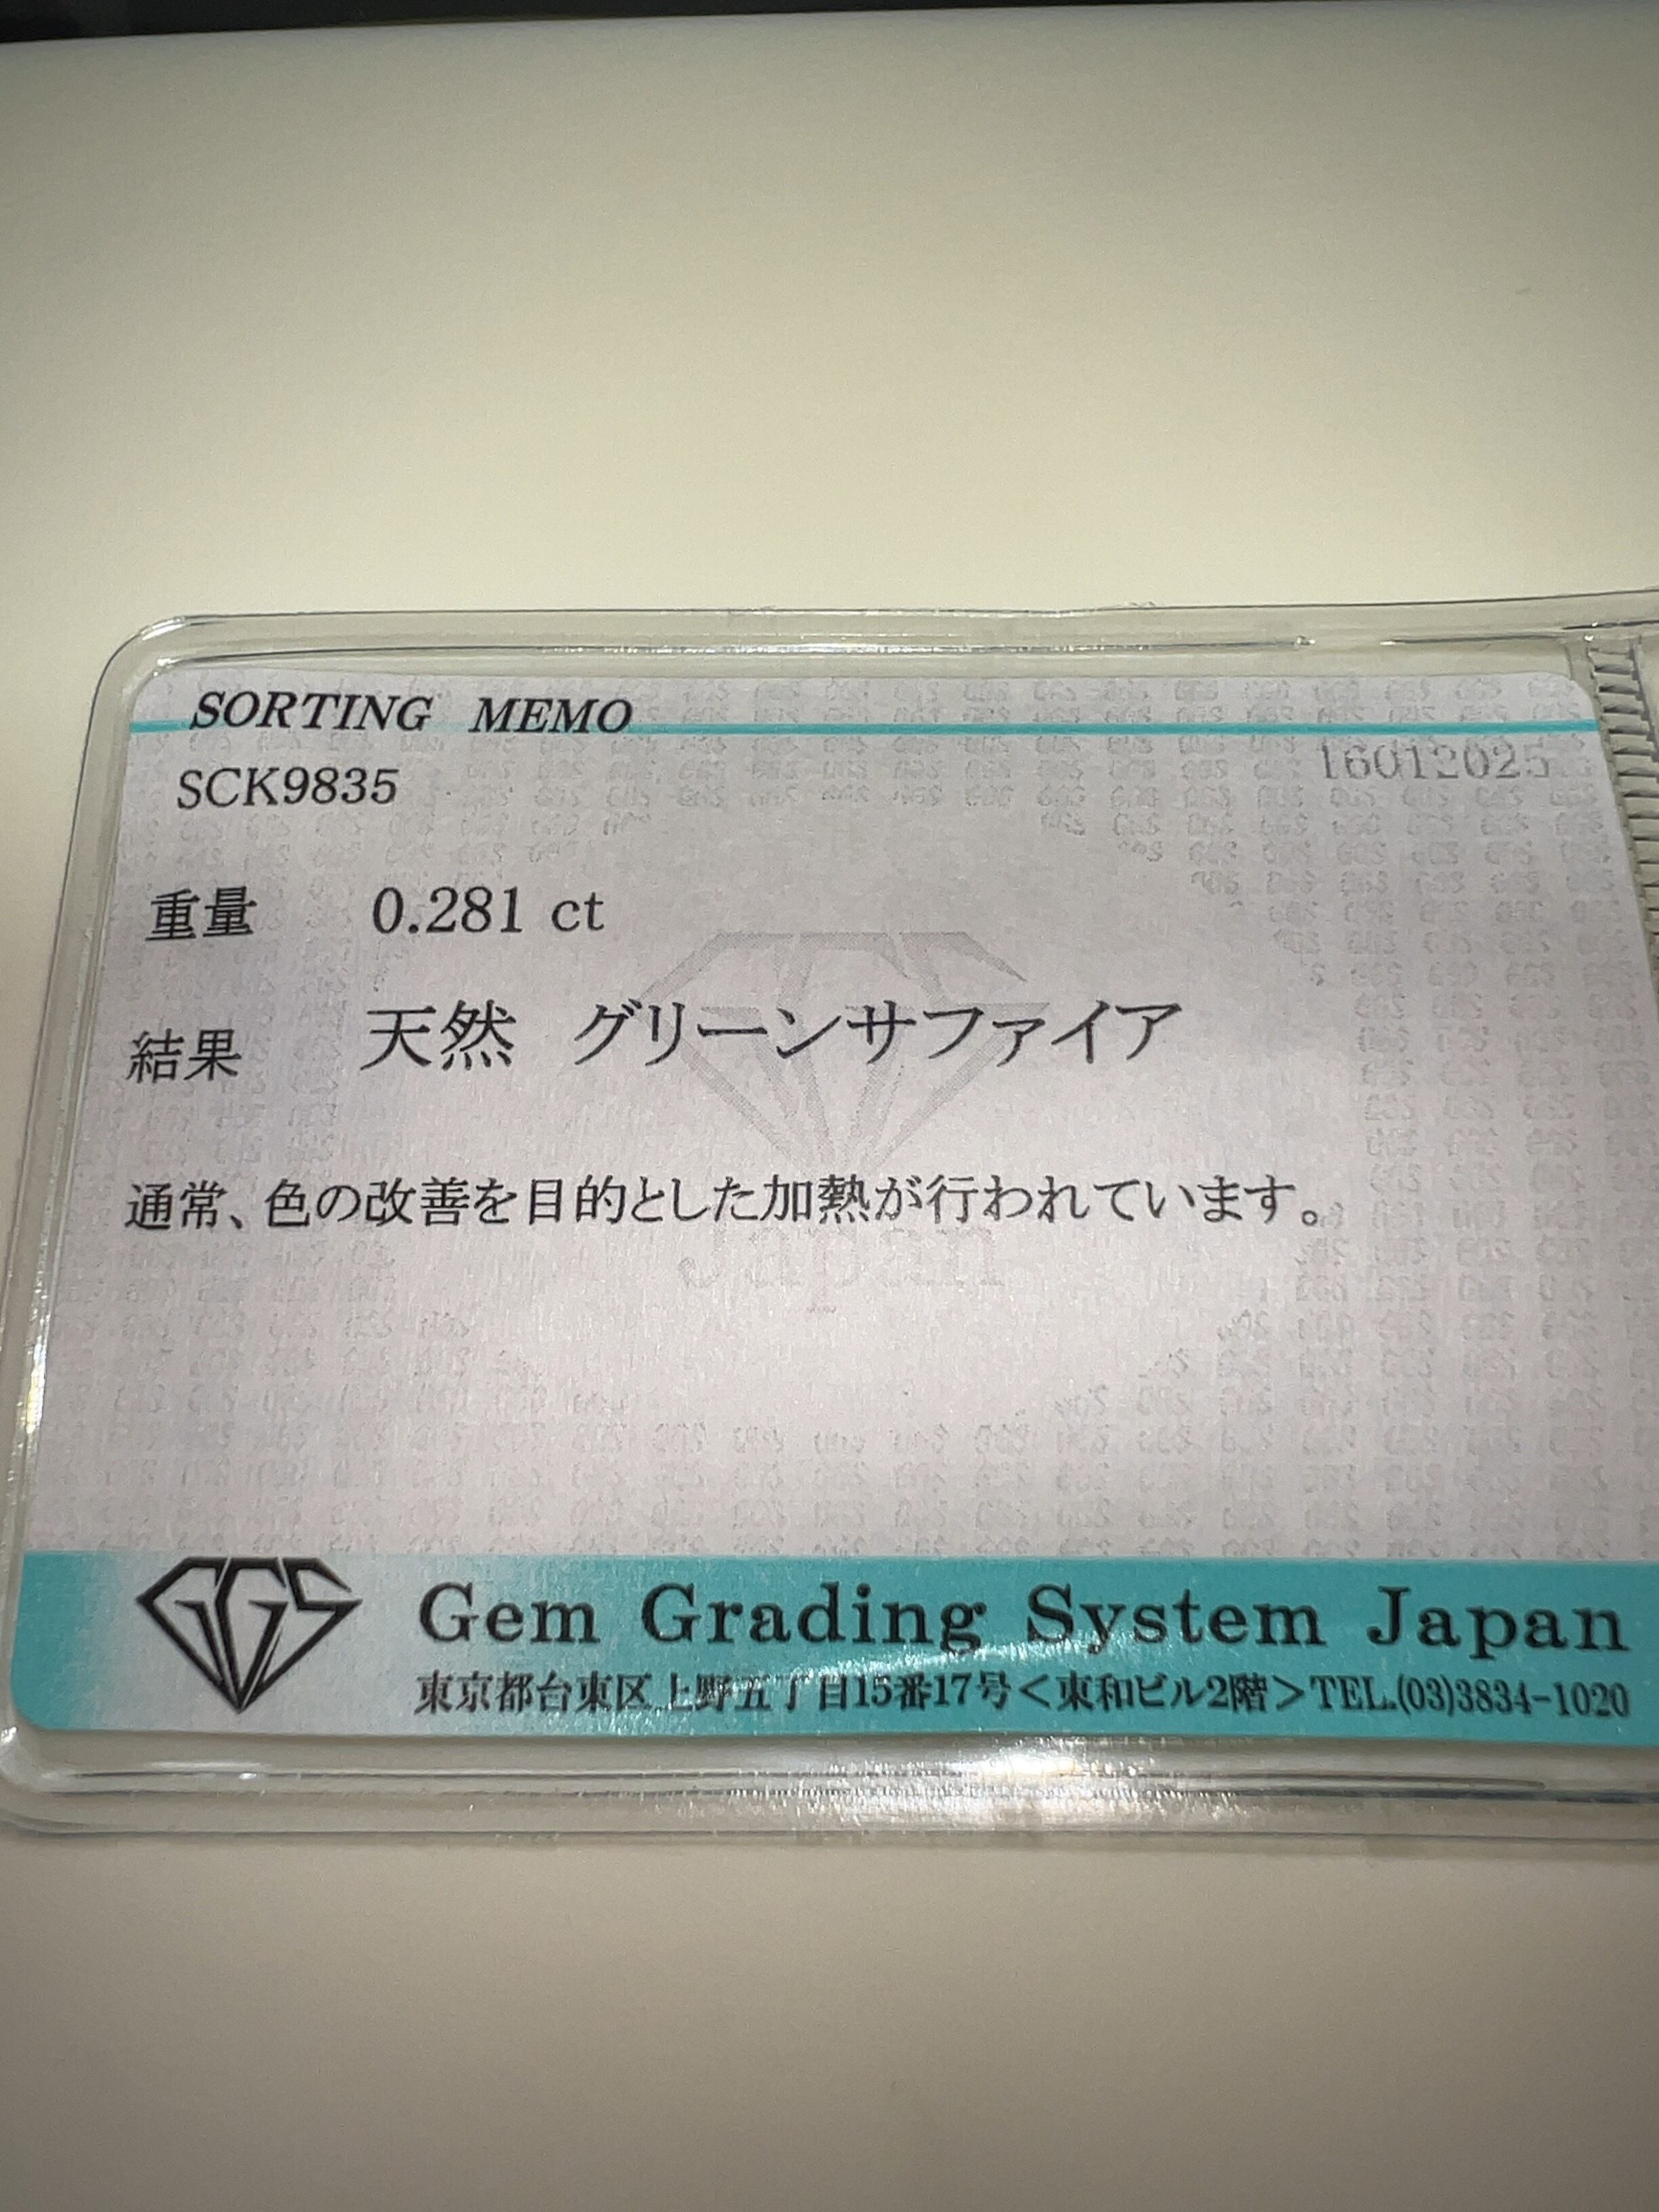 SORTING MEMO
SCK9835
16012025
重量 0.281 ct
結果 天然 グリーンサファイア
通常、色の改善を目的とした加熱が行われています。
Japan
GGS
Gem Grading System Japan
東京都台東区上野五丁目15番17号<東和ビル2階>TEL.(03)3834-1020